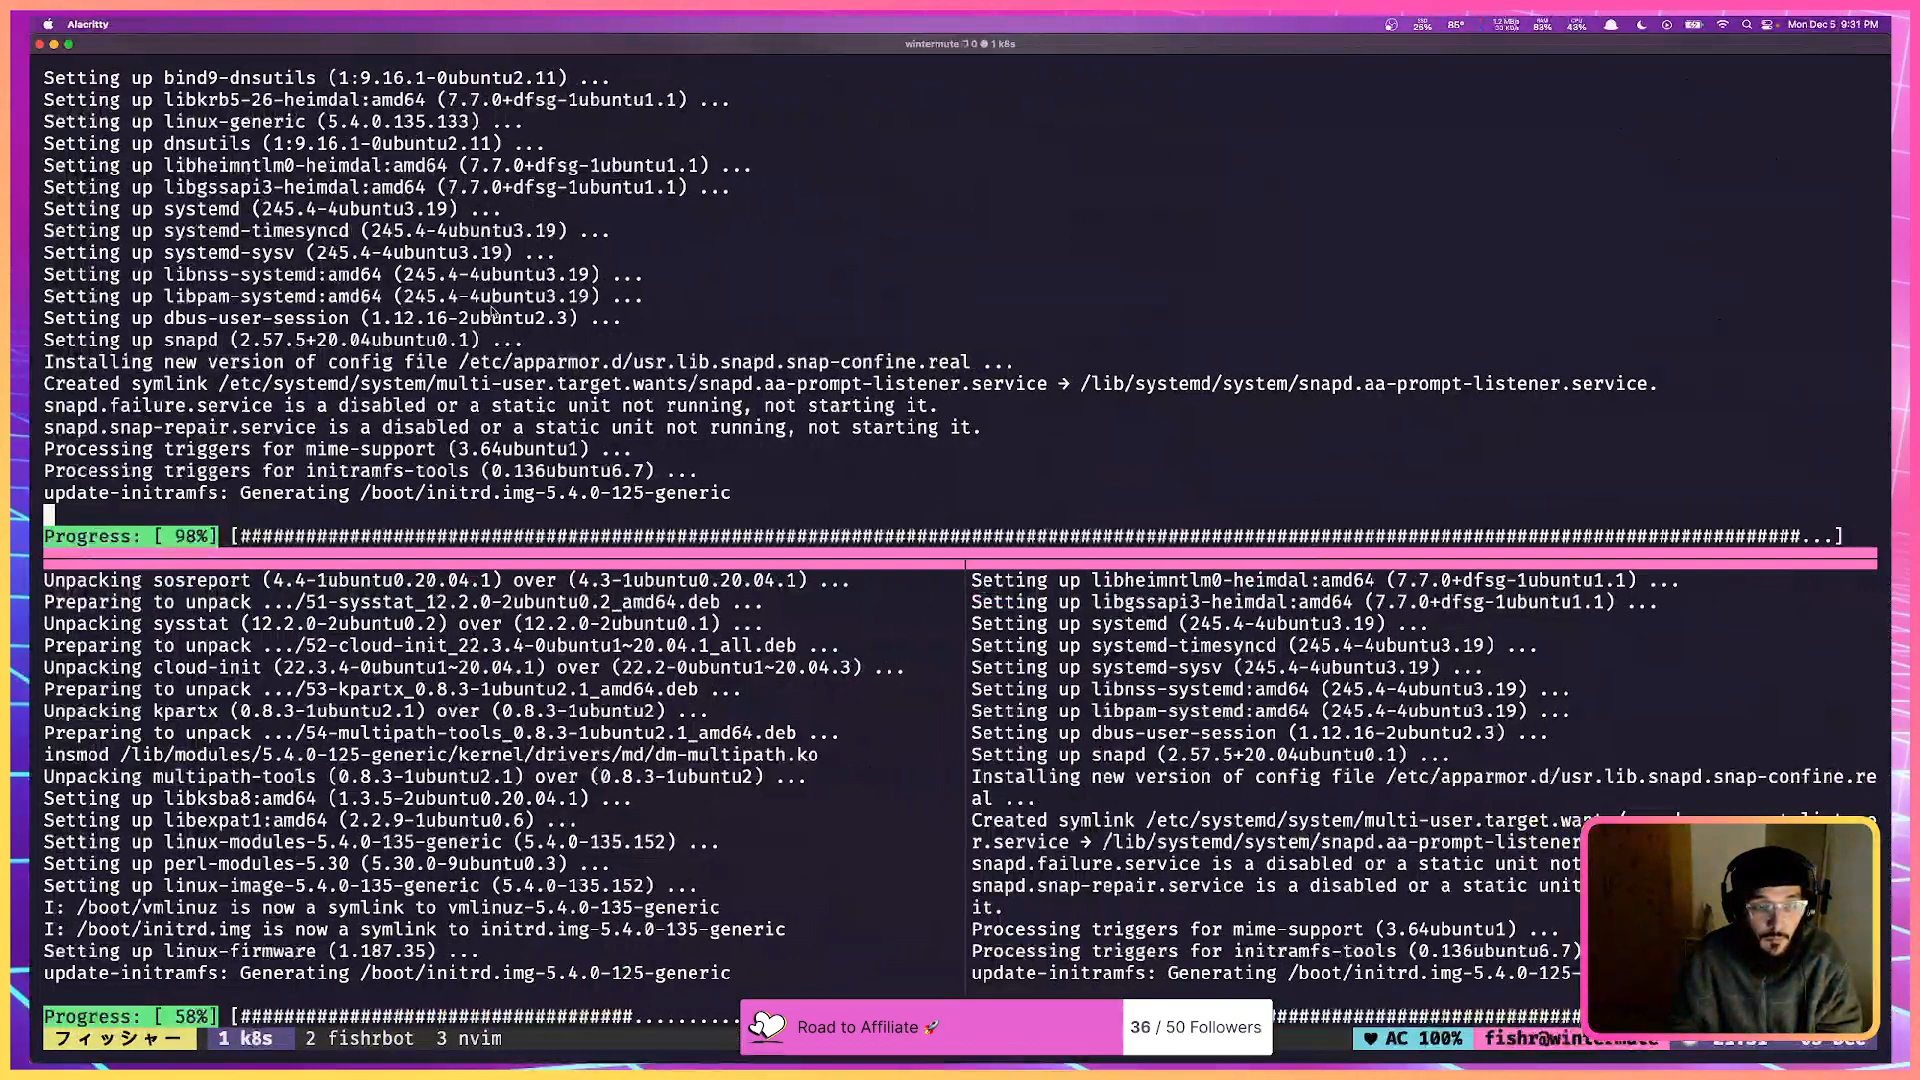 Alacritty
SSD 26% 85° 1.2 MB/s RAM 83% CPU 43% Mon Dec 5 9:31 PM
wintermute 0 1 k8s
Setting up bind9-dnsutils (1:9.16.1-0ubuntu2.11) ...
Setting up libkrb5-26-heimdal:amd64 (7.7.0+dfsg-1ubuntu1.1) ...
Setting up linux-generic (5.4.0.135.133) ...
Setting up dnsutils (1:9.16.1-0ubuntu2.11) ...
Setting up libheimntlm0-heimdal:amd64 (7.7.0+dfsg-1ubuntu1.1) ...
Setting up libgssapi3-heimdal:amd64 (7.7.0+dfsg-1ubuntu1.1) ...
Setting up systemd (245.4-4ubuntu3.19) ...
Setting up systemd-timesyncd (245.4-4ubuntu3.19) ...
Setting up systemd-sysv (245.4-4ubuntu3.19) ...
Setting up libnss-systemd:amd64 (245.4-4ubuntu3.19) ...
Setting up libpam-systemd:amd64 (245.4-4ubuntu3.19) ...
Setting up dbus-user-session (1.12.16-2ubuntu2.3) ...
Setting up snapd (2.57.5+20.04ubuntu0.1) ...
Installing new version of config file /etc/apparmor.d/usr.lib.snapd.snap-confine.real ...
Created symlink /etc/systemd/system/multi-user.target.wants/snapd.aa-prompt-listener.service → /lib/systemd/system/snapd.aa-prompt-listener.service.
snapd.failure.service is a disabled or a static unit not running, not starting it.
snapd.snap-repair.service is a disabled or a static unit not running, not starting it.
Processing triggers for mime-support (3.64ubuntu1) ...
Processing triggers for initramfs-tools (0.136ubuntu6.7) ...
update-initramfs: Generating /boot/initrd.img-5.4.0-125-generic
Progress: [ 98%] [###############################################################################################################################################...]
Unpacking sosreport (4.4-1ubuntu0.20.04.1) over (4.3-1ubuntu0.20.04.1) ...
Preparing to unpack .../51-sysstat_12.2.0-2ubuntu0.2_amd64.deb ...
Unpacking sysstat (12.2.0-2ubuntu0.2) over (12.2.0-2ubuntu0.1) ...
Preparing to unpack .../52-cloud-init_22.3.4-0ubuntu1~20.04.1_all.deb ...
Unpacking cloud-init (22.3.4-0ubuntu1~20.04.1) over (22.2-0ubuntu1~20.04.3) ...
Preparing to unpack .../53-kpartx_0.8.3-1ubuntu2.1_amd64.deb ...
Unpacking kpartx (0.8.3-1ubuntu2.1) over (0.8.3-1ubuntu2) ...
Preparing to unpack .../54-multipath-tools_0.8.3-1ubuntu2.1_amd64.deb ...
insmod /lib/modules/5.4.0-125-generic/kernel/drivers/md/dm-multipath.ko
Unpacking multipath-tools (0.8.3-1ubuntu2.1) over (0.8.3-1ubuntu2) ...
Setting up libksba8:amd64 (1.3.5-2ubuntu0.20.04.1) ...
Setting up libexpat1:amd64 (2.2.9-1ubuntu0.6) ...
Setting up linux-modules-5.4.0-135-generic (5.4.0-135.152) ...
Setting up perl-modules-5.30 (5.30.0-9ubuntu0.3) ...
Setting up linux-image-5.4.0-135-generic (5.4.0-135.152) ...
I: /boot/vmlinuz is now a symlink to vmlinuz-5.4.0-135-generic
I: /boot/initrd.img is now a symlink to initrd.img-5.4.0-135-generic
Setting up linux-firmware (1.187.35) ...
update-initramfs: Generating /boot/initrd.img-5.4.0-125-generic
Progress: [ 58%] [####################################..........
Setting up libheimntlm0-heimdal:amd64 (7.7.0+dfsg-1ubuntu1.1) ...
Setting up libgssapi3-heimdal:amd64 (7.7.0+dfsg-1ubuntu1.1) ...
Setting up systemd (245.4-4ubuntu3.19) ...
Setting up systemd-timesyncd (245.4-4ubuntu3.19) ...
Setting up systemd-sysv (245.4-4ubuntu3.19) ...
Setting up libnss-systemd:amd64 (245.4-4ubuntu3.19) ...
Setting up libpam-systemd:amd64 (245.4-4ubuntu3.19) ...
Setting up dbus-user-session (1.12.16-2ubuntu2.3) ...
Setting up snapd (2.57.5+20.04ubuntu0.1) ...
Installing new version of config file /etc/apparmor.d/usr.lib.snapd.snap-confine.re
al ...
Created symlink /etc/systemd/system/multi-user.target.want
r.service → /lib/systemd/system/snapd.aa-prompt-listener
snapd.failure.service is a disabled or a static unit not
snapd.snap-repair.service is a disabled or a static unit
it.
Processing triggers for mime-support (3.64ubuntu1) ...
Processing triggers for initramfs-tools (0.136ubuntu6.7)
update-initramfs: Generating /boot/initrd.img-5.4.0-125-
############################
Road to Affiliate 🚀 36 / 50 Followers
フィッシャー 1 k8s 2 fishrbot 3 nvim
♥ AC 100% fishr@wintermute